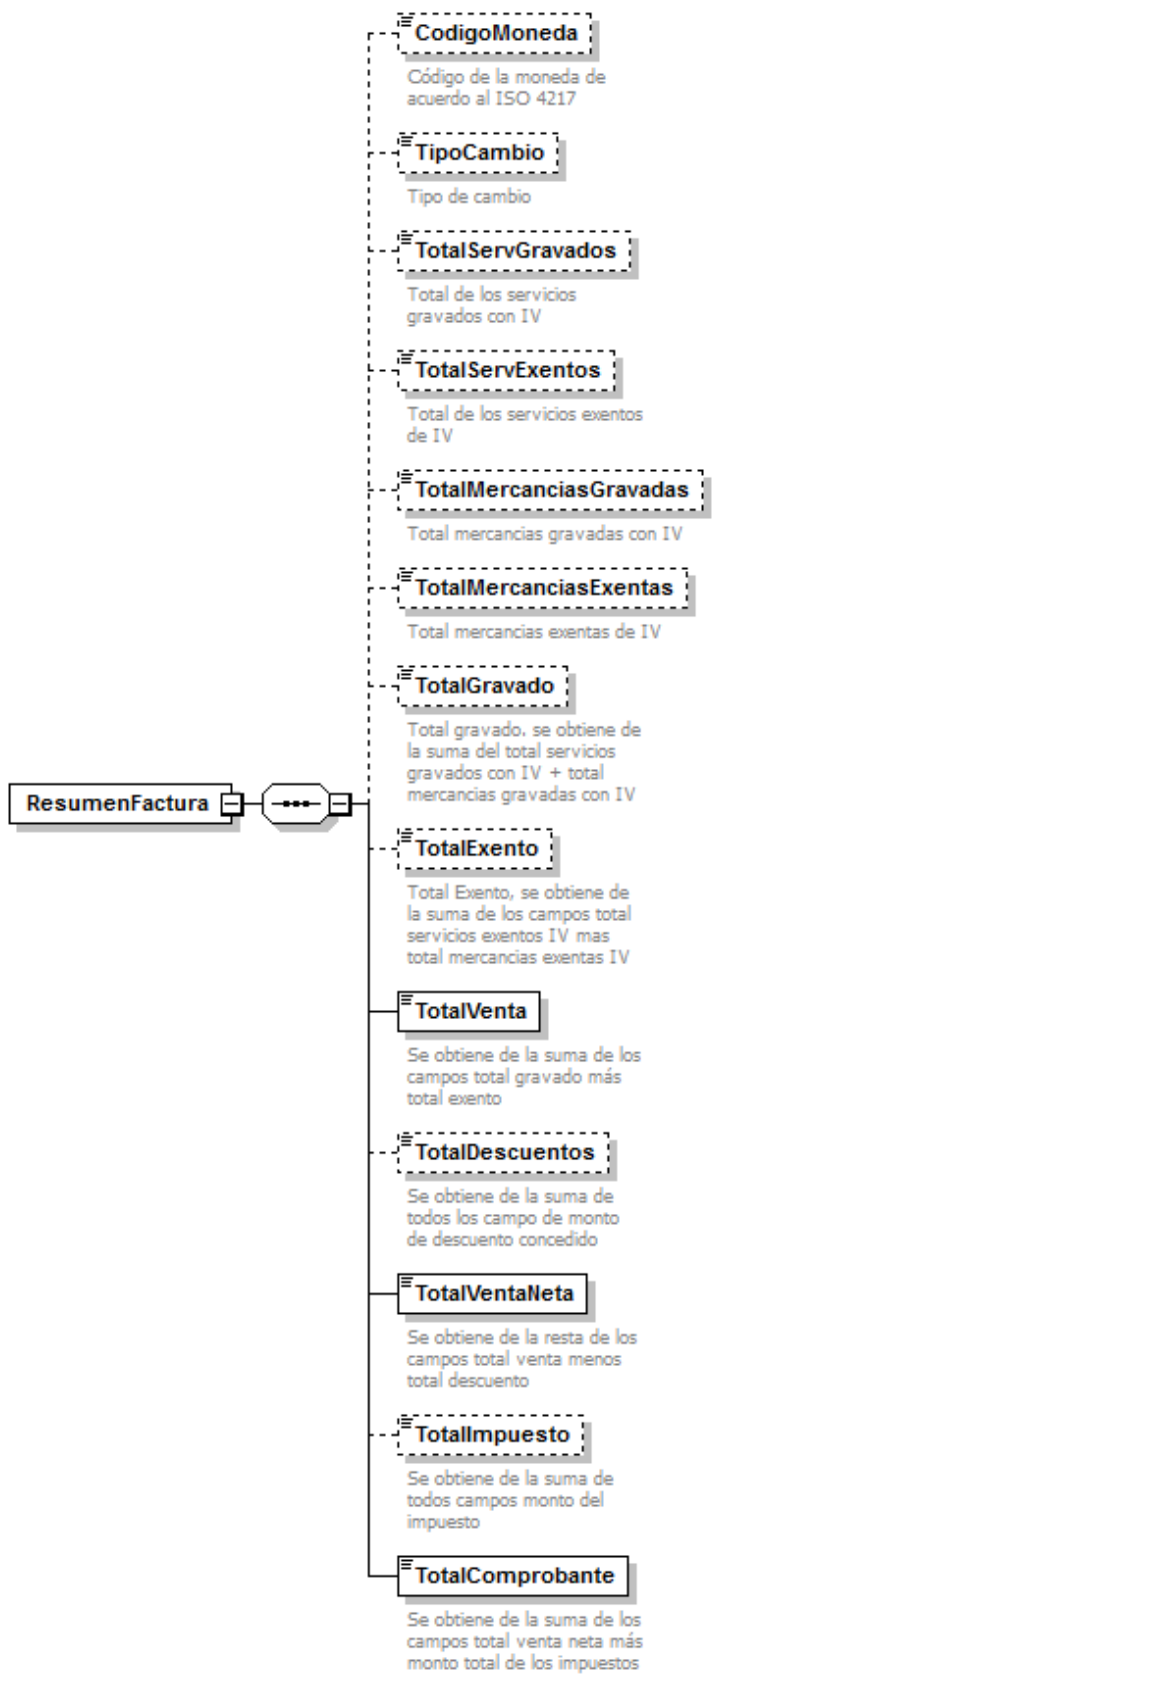 CodigoMoneda
Código de la moneda de
acuerdo al ISO 4217
TipoCambio
Tipo de cambio
TotalServGravados
Total de los servicios
gravados con IV
TotalServExentos
Total de los servicios exentos
de IV
TotalMercanciasGravadas
Total mercancias gravadas con IV
TotalMercanciasExentas
Total mercancias exentas de IV
TotalGravado
Total gravado. se obtiene de
la suma del total servicios
gravados con IV + total
mercancias gravadas con IV
ResumenFactura
TotalExento
Total Exento, se obtiene de
la suma de los campos total
servicios exentos IV mas
total mercancias exentas IV
TotalVenta
Se obtiene de la suma de los
campos total gravado más
total exento
TotalDescuentos
Se obtiene de la suma de
todos los campo de monto
de descuento concedido
TotalVentaNeta
Se obtiene de la resta de los
campos total venta menos
total descuento
TotalImpuesto
Se obtiene de la suma de
todos campos monto del
impuesto
TotalComprobante
Se obtiene de la suma de los
campos total venta neta más
monto total de los impuestos